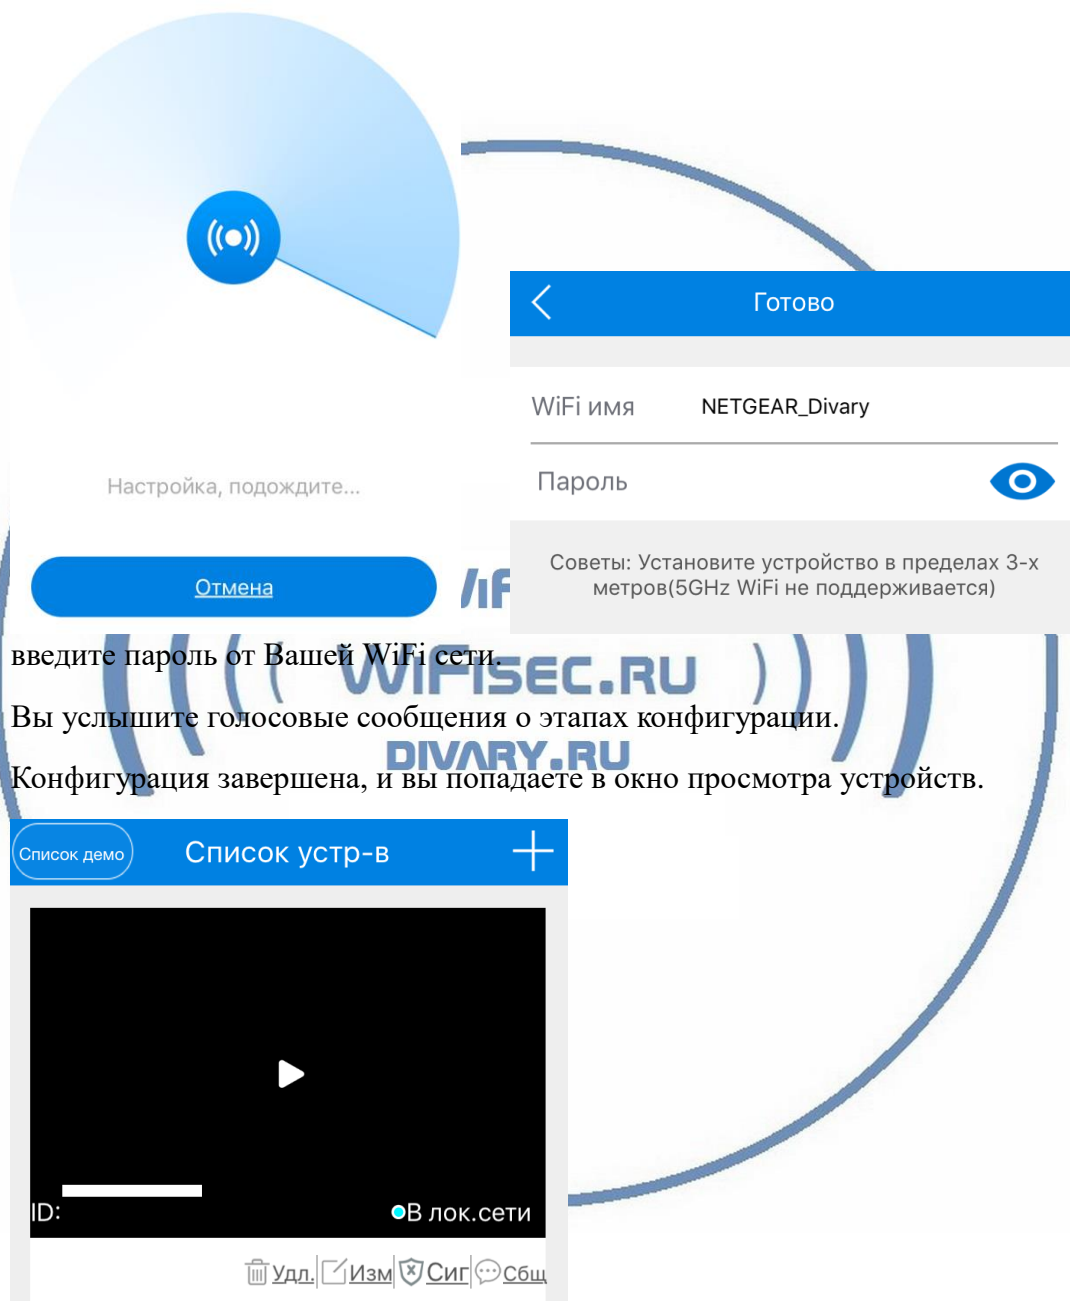 Готово
WiFi имя NETGEAR_Divary
Пароль
Настройка, подождите...
Советы: Установите устройство в пределах 3-х
метров(5GHz WiFi не поддерживается)
Отмена
введите пароль от Вашей WiFi сети.
WIFISEC.RU
Вы услышите голосовые сообщения о этапах конфигурации.
DIVARY.RU
Конфигурация завершена, и вы попадаете в окно просмотра устройств.
Список демо Список устр-в
ID: В лок.сети
Удл. Изм Сиг Сбщ